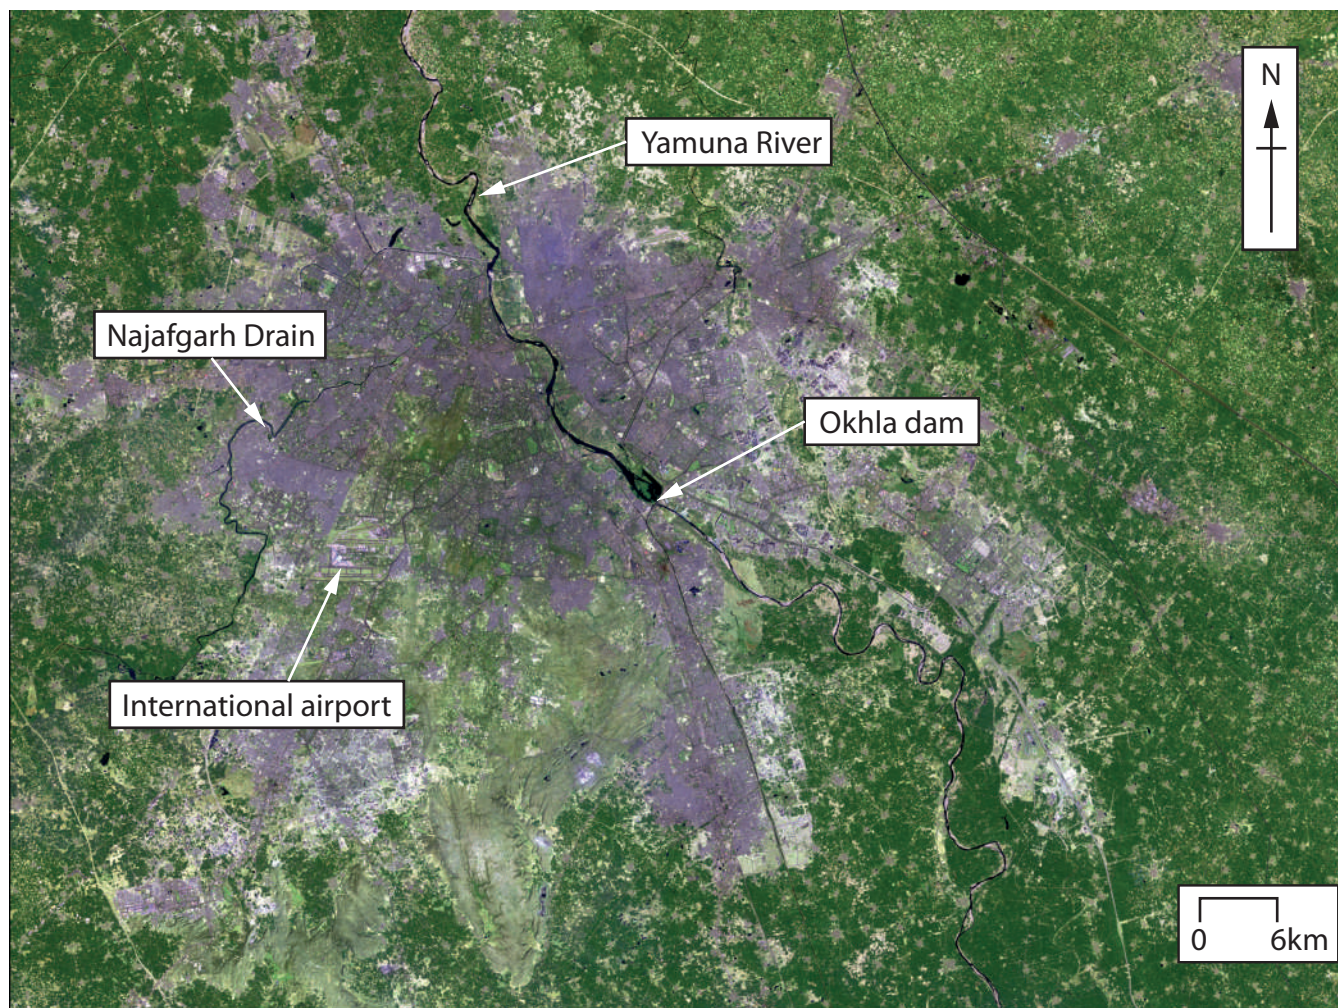 N
Yamuna River
Najafgarh Drain
Okhla dam
International airport
0 6km